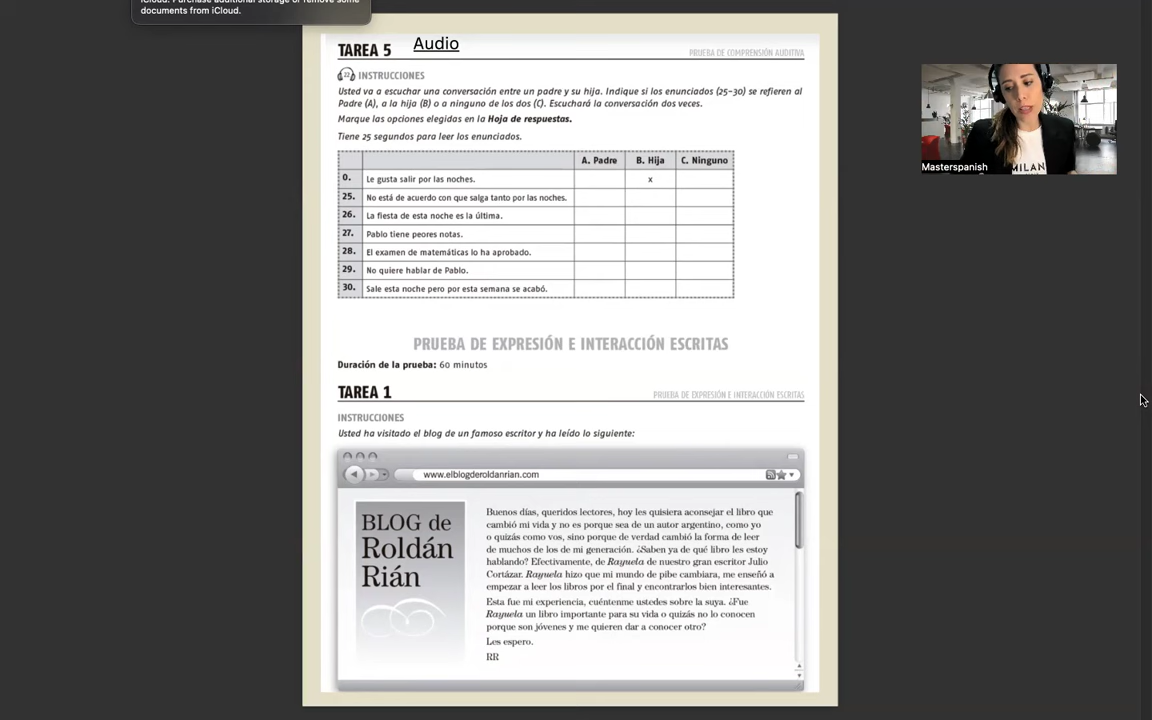 iCloud. Purchase additional storage or remove some
documents from iCloud.
TAREA 5 Audio PRUEBA DE COMPRENSIÓN AUDITIVA
22 INSTRUCCIONES
Usted va a escuchar una conversación entre un padre y su hija. Indique si los enunciados (25-30) se refieren al
Padre (A), a la hija (B) o a ninguno de los dos (C). Escuchará la conversación dos veces.
Marque las opciones elegidas en la Hoja de respuestas.
Tiene 25 segundos para leer los enunciados.
A. Padre B. Hija C. Ninguno
0. Le gusta salir por las noches. x
25. No está de acuerdo con que salga tanto por las noches.
26. La fiesta de esta noche es la última.
27. Pablo tiene peores notas.
28. El examen de matemáticas lo ha aprobado.
29. No quiere hablar de Pablo.
30. Sale esta noche pero por esta semana se acabó.
PRUEBA DE EXPRESIÓN E INTERACCIÓN ESCRITAS
Duración de la prueba: 60 minutos
TAREA 1 PRUEBA DE EXPRESIÓN E INTERACCIÓN ESCRITAS
INSTRUCCIONES
Usted ha visitado el blog de un famoso escritor y ha leído lo siguiente:
www.elblogderoldanrian.com
BLOG de
Roldán
Rián
Buenos días, queridos lectores, hoy les quisiera aconsejar el libro que
cambió mi vida y no es porque sea de un autor argentino, como yo
o quizás como vos, sino porque de verdad cambió la forma de leer
de muchos de los de mi generación. ¿Saben ya de qué libro les estoy
hablando? Efectivamente, de Rayuela de nuestro gran escritor Julio
Cortázar. Rayuela hizo que mi mundo de pibe cambiara, me enseñó a
empezar a leer los libros por el final y encontrarlos bien interesantes.
Esta fue mi experiencia, cuéntenme ustedes sobre la suya. ¿Fue
Rayuela un libro importante para su vida o quizás no lo conocen
porque son jóvenes y me quieren dar a conocer otro?
Les espero.
RR
MILAN
Masterspanish